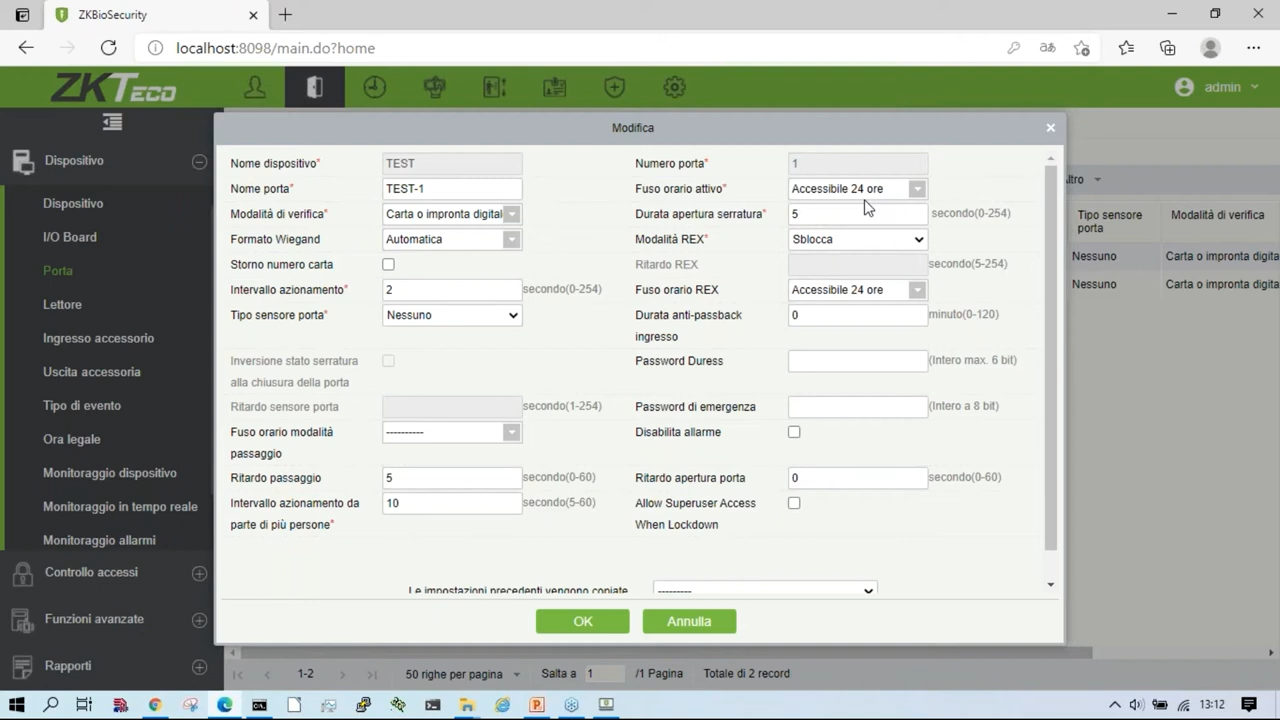 ZKBioSecurity
localhost:8098/main.do?home
ZKTeco
admin
Modifica
Dispositivo
Dispositivo
I/O Board
Porta
Lettore
Ingresso accessorio
Uscita accessoria
Tipo di evento
Ora legale
Monitoraggio dispositivo
Monitoraggio in tempo reale
Monitoraggio allarmi
Controllo accessi
Funzioni avanzate
Rapporti
Nome dispositivo* TEST
Numero porta* 1
Nome porta* TEST-1
Fuso orario attivo* Accessibile 24 ore
Modalità di verifica* Carta o impronta digital
Durata apertura serratura* 5 secondo(0-254)
Formato Wiegand Automatica
Modalità REX* Sblocca
Storno numero carta
Ritardo REX secondo(5-254)
Intervallo azionamento* 2 secondo(0-254)
Fuso orario REX Accessibile 24 ore
Tipo sensore porta* Nessuno
Durata anti-passback 0 minuto(0-120)
ingresso
Inversione stato serratura
alla chiusura della porta
Password Duress (Intero max. 6 bit)
Ritardo sensore porta secondo(1-254)
Password di emergenza (Intero a 8 bit)
Fuso orario modalità ----------
passaggio
Disabilita allarme
Ritardo passaggio 5 secondo(0-60)
Ritardo apertura porta 0 secondo(0-60)
Intervallo azionamento da 10 secondo(5-60)
parte di più persone*
Allow Superuser Access
When Lockdown
Le impostazioni precedenti vengono copiate ---------
OK
Annulla
ltro
Tipo sensore
porta
Modalità di verifica
Nessuno Carta o impronta digita
Nessuno Carta o impronta digita
1-2
50 righe per pagina
Salta a 1 /1 Pagina
Totale di 2 record
13:12